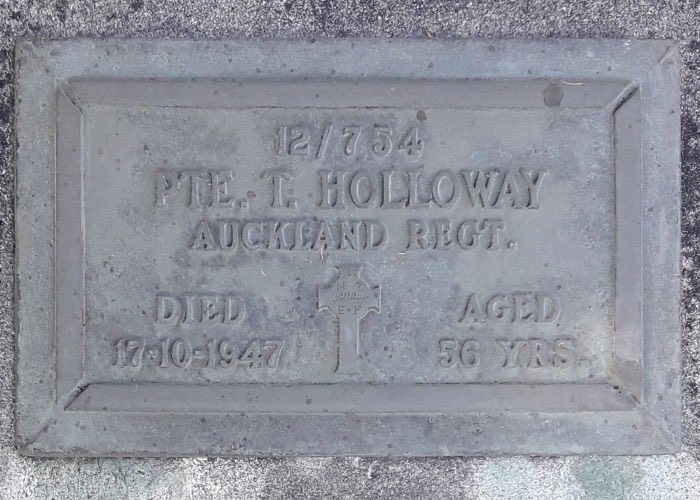 12/754
PTE. T. HOLLOWAY
AUCKLAND REGT.
DIED
17-10-1947
N Z
E F
AGED
56 YRS.